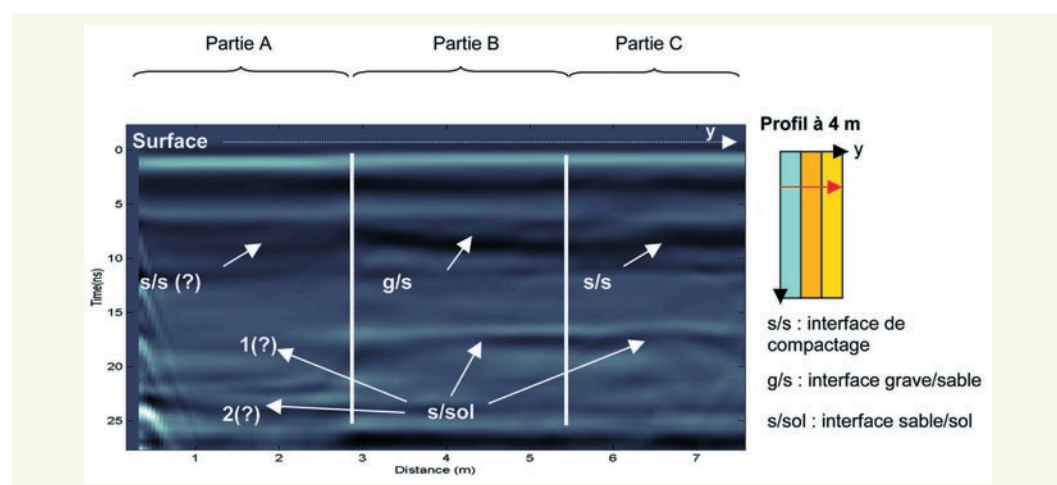 Partie A
Partie B
Partie C
Surface
y
Profil à 4 m
y
0
5
10
15
20
25
Time(ns)
s/s (?)
g/s
s/s
1(?)
2(?)
s/sol
1
2
3
4
5
6
7
Distance (m)
s/s : interface de
compactage
g/s : interface grave/sable
s/sol : interface sable/sol